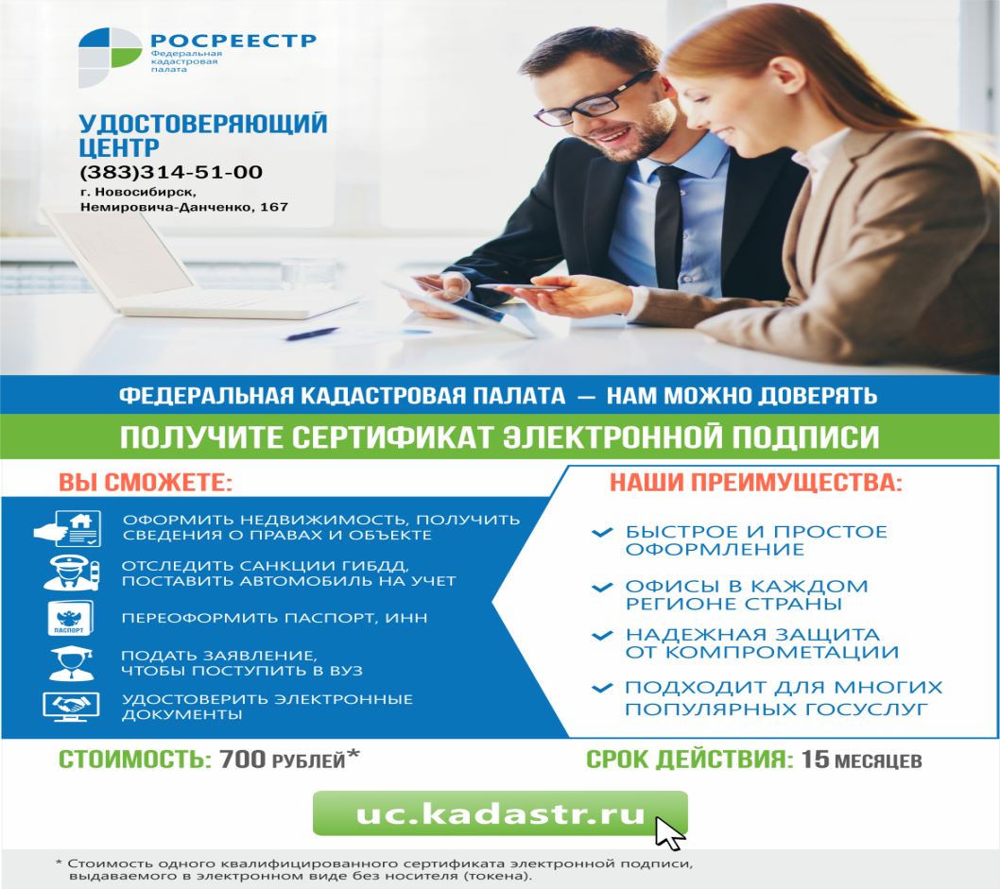 РОСРЕЕСТР
Федеральная
кадастровая
палата
УДОСТОВЕРЯЮЩИЙ
ЦЕНТР
(383)314-51-00
г. Новосибирск,
Немировича-Данченко, 167
ФЕДЕРАЛЬНАЯ КАДАСТРОВАЯ ПАЛАТА — НАМ МОЖНО ДОВЕРЯТЬ
ПОЛУЧИТЕ СЕРТИФИКАТ ЭЛЕКТРОННОЙ ПОДПИСИ
ВЫ СМОЖЕТЕ:
ОФОРМИТЬ НЕДВИЖИМОСТЬ, ПОЛУЧИТЬ
СВЕДЕНИЯ О ПРАВАХ И ОБЪЕКТЕ
ОТСЛЕДИТЬ САНКЦИИ ГИБДД,
ПОСТАВИТЬ АВТОМОБИЛЬ НА УЧЕТ
ПАСПОРТ
ПЕРЕОФОРМИТЬ ПАСПОРТ, ИНН
ПОДАТЬ ЗАЯВЛЕНИЕ,
ЧТОБЫ ПОСТУПИТЬ В ВУЗ
УДОСТОВЕРИТЬ ЭЛЕКТРОННЫЕ
ДОКУМЕНТЫ
НАШИ ПРЕИМУЩЕСТВА:
БЫСТРОЕ И ПРОСТОЕ
ОФОРМЛЕНИЕ
ОФИСЫ В КАЖДОМ
РЕГИОНЕ СТРАНЫ
НАДЕЖНАЯ ЗАЩИТА
ОТ КОМПРОМЕТАЦИИ
ПОДХОДИТ ДЛЯ МНОГИХ
ПОПУЛЯРНЫХ ГОСУСЛУГ
СТОИМОСТЬ: 700 РУБЛЕЙ*
СРОК ДЕЙСТВИЯ: 15 МЕСЯЦЕВ
uc.kadastr.ru
* Стоимость одного квалифицированного сертификата электронной подписи,
выдаваемого в электронном виде без носителя (токена).